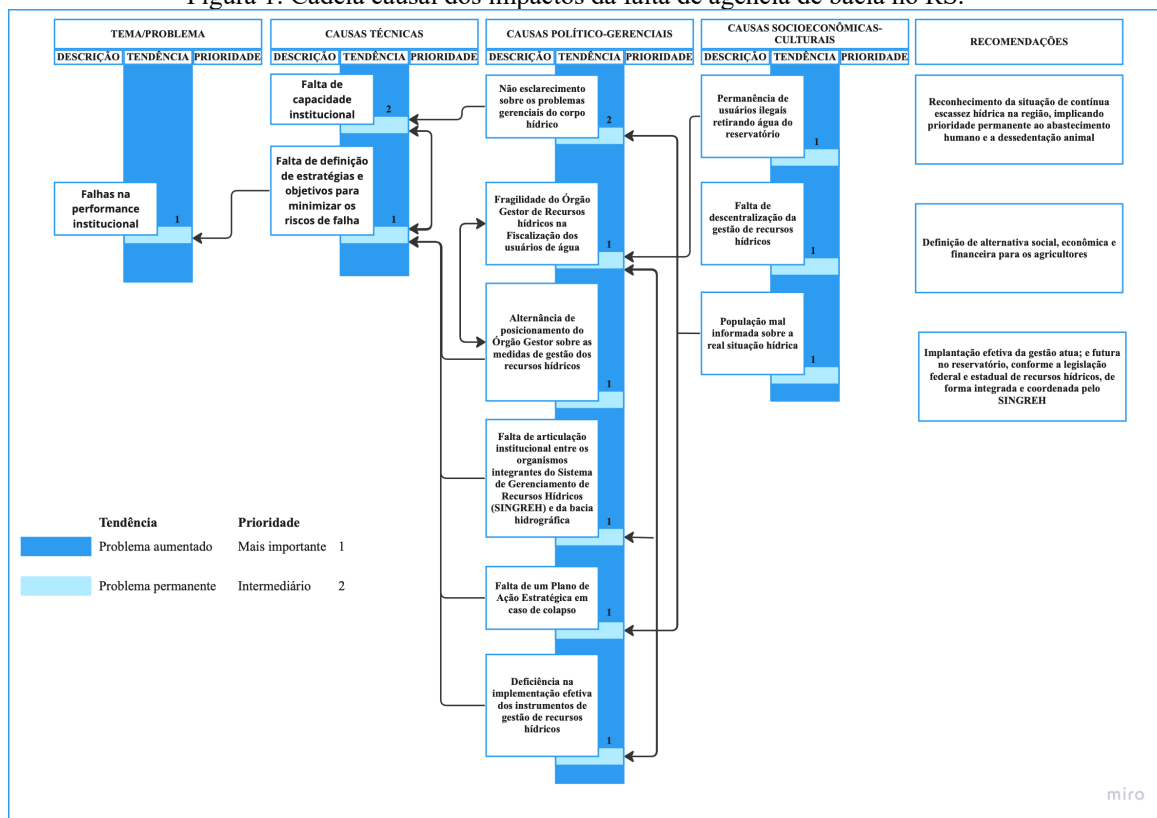 Figura 1: Cadeia causal dos impactos da falta de agência de bacia no RS.
TEMA/PROBLEMA
DESCRIÇÃO TENDÊNCIA PRIORIDADE
Falhas na
performance
institucional
1
CAUSAS TÉCNICAS
DESCRIÇÃO TENDÊNCIA PRIORIDADE
Falta de
capacidade
institucional
2
Falta de definição
de estratégias e
objetivos para
minimizar os
riscos de falha
1
CAUSAS POLÍTICO-GERENCIAIS
DESCRIÇÃO TENDÊNCIA PRIORIDADE
Não esclarecimento
sobre os problemas
gerenciais do corpo
hídrico
2
Fragilidade do Órgão
Gestor de Recursos
hídricos na
Fiscalização dos
usuários de água
1
Alternância de
posicionamento do
Órgão Gestor sobre as
medidas de gestão dos
recursos hídricos
1
Falta de articulação
institucional entre os
organismos
integrantes do Sistema
de Gerenciamento de
Recursos Hídricos
(SINGREH) e da bacia
hidrográfica
1
Falta de um Plano de
Ação Estratégica em
caso de colapso
1
Deficiência na
implementação efetiva
dos instrumentos de
gestão de recursos
hídricos
1
CAUSAS SOCIOECONÔMICAS-
CULTURAIS
DESCRIÇÃO TENDÊNCIA PRIORIDADE
Permanência de
usuários ilegais
retirando água do
reservatório
1
Falta de
descentralização da
gestão de recursos
hídricos
1
População mal
informada sobre a
real situação hídrica
1
RECOMENDAÇÕES
Reconhecimento da situação de contínua
escassez hídrica na região, implicando
prioridade permanente ao abastecimento
humano e a dessedentação animal
Definição de alternativa social, econômica e
financeira para os agricultores
Implantação efetiva da gestão atua; e futura
no reservatório, conforme a legislação
federal e estadual de recursos hídricos, de
forma integrada e coordenada pelo
SINGREH
Tendência Prioridade
Problema aumentado Mais importante 1
Problema permanente Intermediário 2
miro